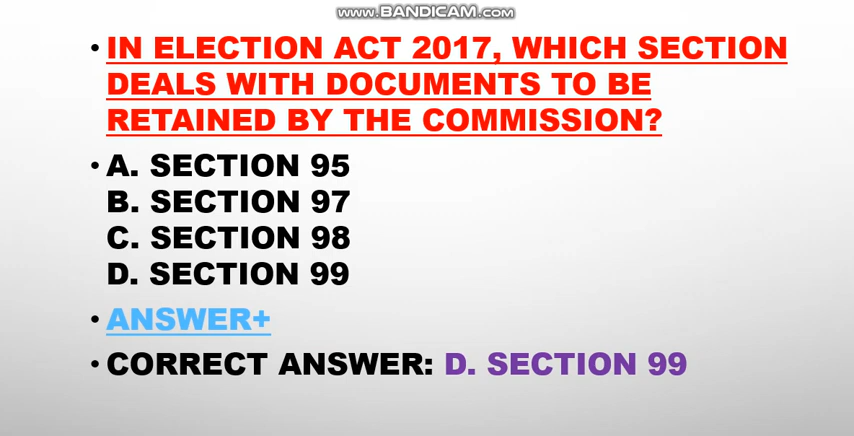 www.BANDICAM.com
• IN ELECTION ACT 2017, WHICH SECTION
DEALS WITH DOCUMENTS TO BE
RETAINED BY THE COMMISSION?
• A. SECTION 95
B. SECTION 97
C. SECTION 98
D. SECTION 99
• ANSWER+
• CORRECT ANSWER: D. SECTION 99